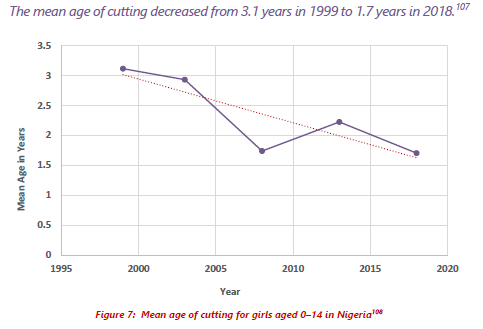 The mean age of cutting decreased from 3.1 years in 1999 to 1.7 years in 2018.107
3.5
3
2.5
2
1.5
1
0.5
0
Mean Age in Years
1995 2000 2005 2010 2015 2020
Year
Figure 7: Mean age of cutting for girls aged 0–14 in Nigeria108